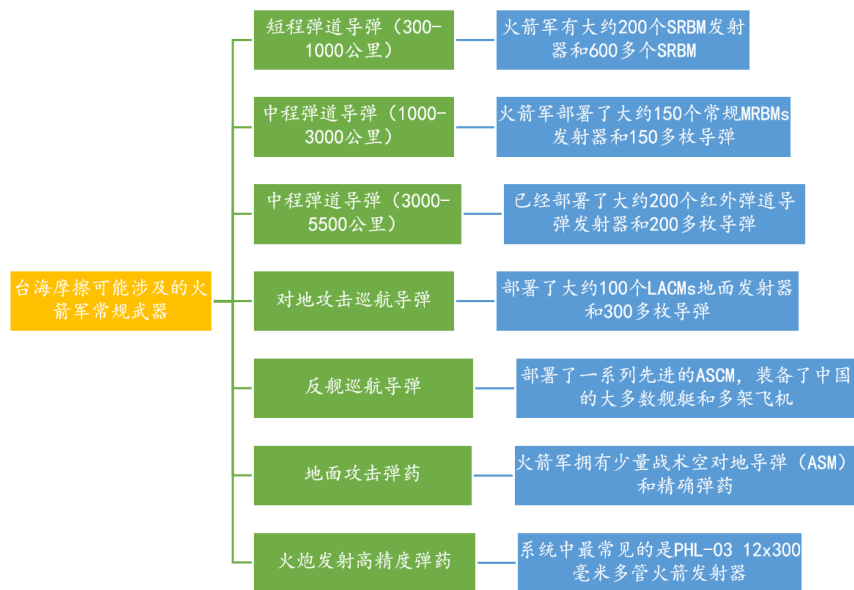 台海摩擦可能涉及的火
箭军常规武器
短程弹道导弹（300-
1000公里）
火箭军有大约200个SRBM发射
器和600多个SRBM
中程弹道导弹（1000-
3000公里）
火箭军部署了大约150个常规MRBMs
发射器和150多枚导弹
中程弹道导弹（3000-
5500公里）
已经部署了大约200个红外弹道导
弹发射器和200多枚导弹
对地攻击巡航导弹
部署了大约100个LACMs地面发射器
和300多枚导弹
反舰巡航导弹
部署了一系列先进的ASCM，装备了中国
的大多数舰艇和多架飞机
地面攻击弹药
火箭军拥有少量战术空对地导弹（ASM）
和精确弹药
火炮发射高精度弹药
系统中最常见的是PHL-03 12x300
毫米多管火箭发射器